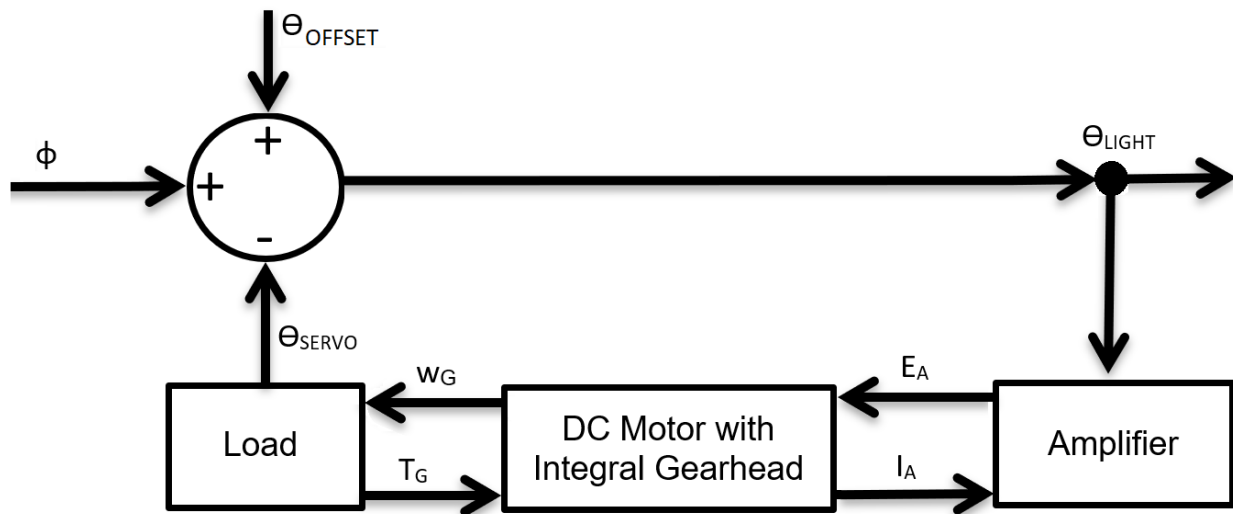 ΘOFFSET
ϕ
+
+
-
ΘLIGHT
ΘSERVO
wG
EA
Load
DC Motor with
Integral Gearhead
Amplifier
TG
IA